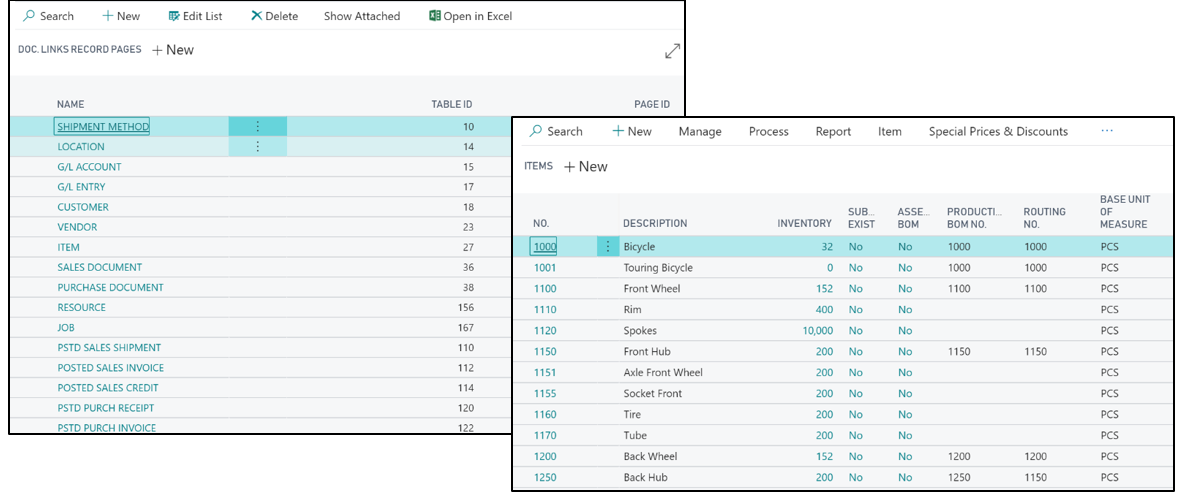 Search New Edit List Delete Show Attached Open in Excel
DOC. LINKS RECORD PAGES + New
NAME TABLE ID PAGE ID
SHIPMENT METHOD 10
LOCATION 14
G/L ACCOUNT 15
G/L ENTRY 17
CUSTOMER 18
VENDOR 23
ITEM 27
SALES DOCUMENT 36
PURCHASE DOCUMENT 38
RESOURCE 156
JOB 167
PSTD SALES SHIPMENT 110
POSTED SALES INVOICE 112
POSTED SALES CREDIT 114
PSTD PURCH RECEIPT 120
PSTD PURCH INVOICE 122
Search New Manage Process Report Item Special Prices & Discounts ...
ITEMS + New
NO. DESCRIPTION INVENTORY SUB... EXIST ASSE... BOM PRODUCTI... BOM NO. ROUTING NO. BASE UNIT OF MEASURE
1000 Bicycle 32 No No 1000 1000 PCS
1001 Touring Bicycle 0 No No 1000 1000 PCS
1100 Front Wheel 152 No No 1100 1100 PCS
1110 Rim 400 No No PCS
1120 Spokes 10,000 No No PCS
1150 Front Hub 200 No No 1150 1150 PCS
1151 Axle Front Wheel 200 No No PCS
1155 Socket Front 200 No No PCS
1160 Tire 200 No No PCS
1170 Tube 200 No No PCS
1200 Back Wheel 152 No No 1200 1200 PCS
1250 Back Hub 200 No No 1250 1150 PCS